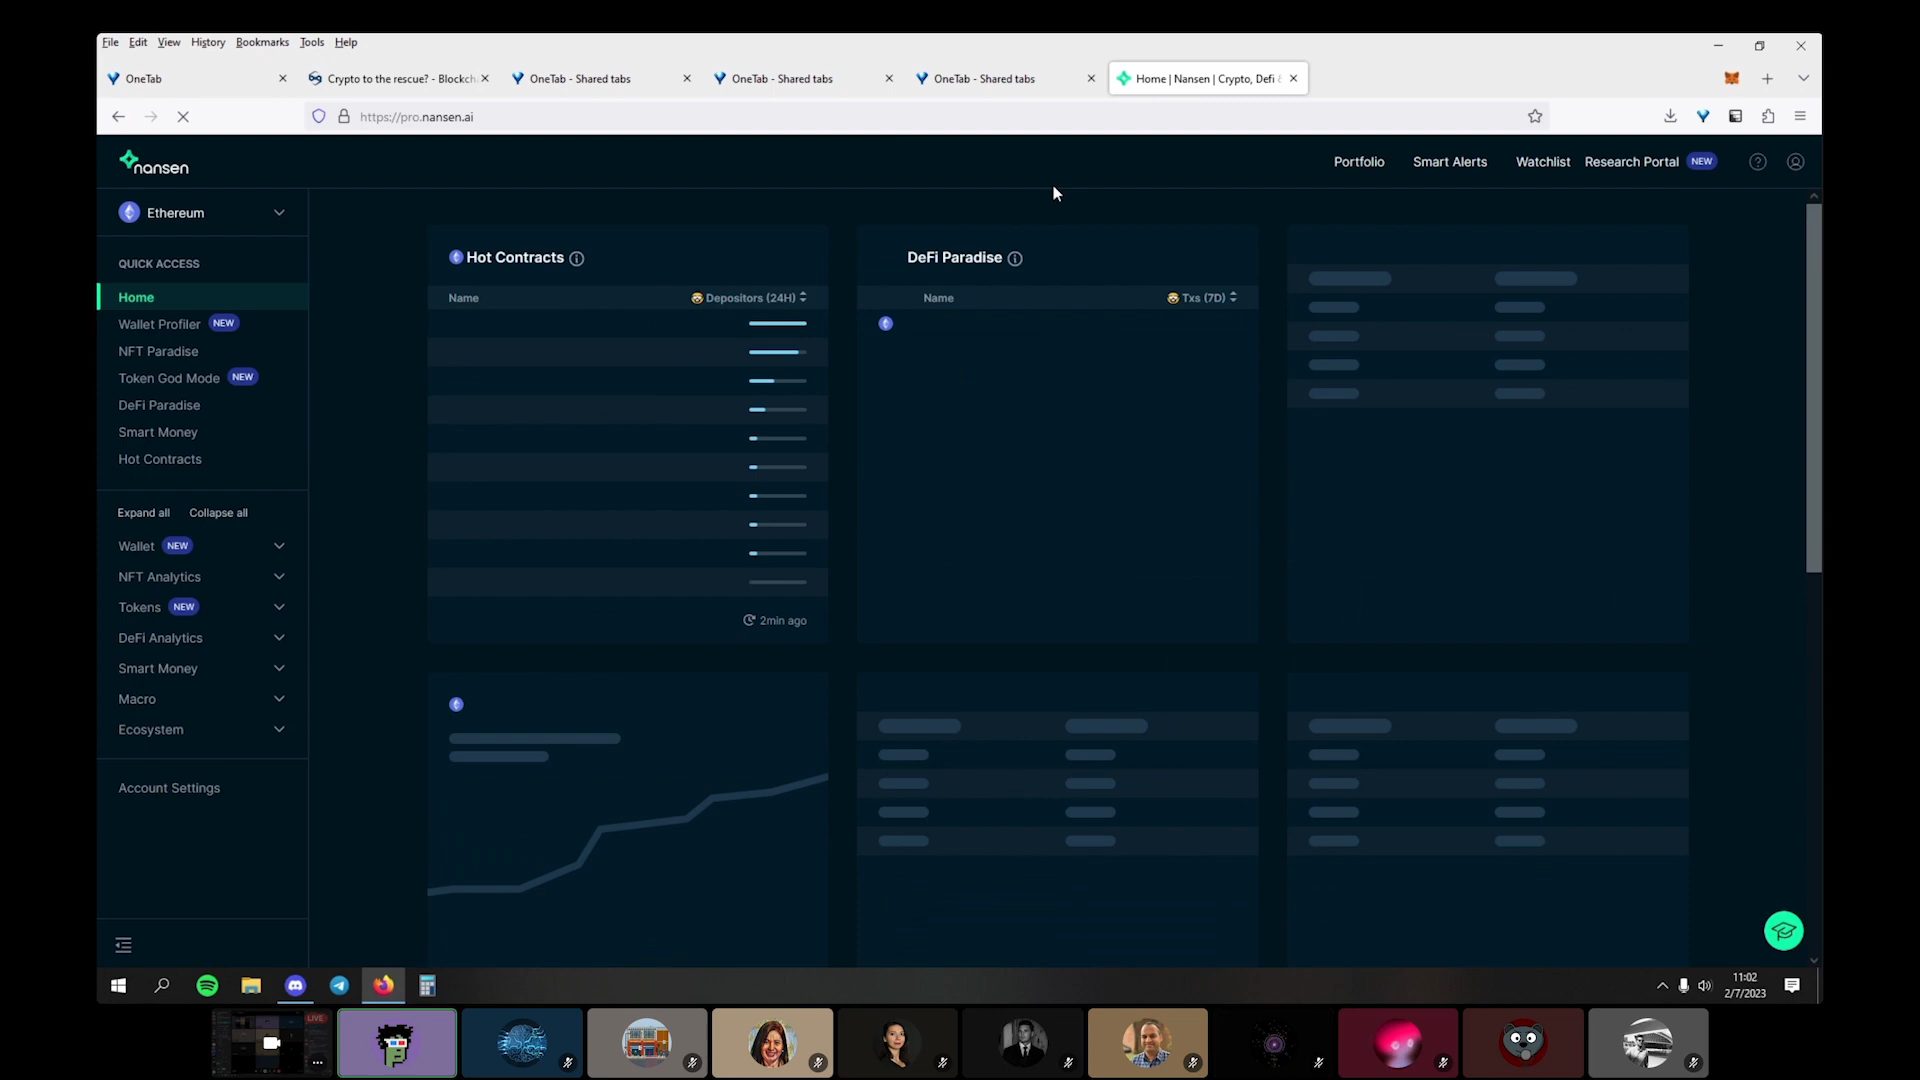 File Edit View History Bookmarks Tools Help
OneTab
Crypto to the rescue? - Blockch
OneTab - Shared tabs
OneTab - Shared tabs
OneTab - Shared tabs
Home | Nansen | Crypto, Defi
https://pro.nansen.ai
nansen
Portfolio Smart Alerts Watchlist Research Portal NEW
Ethereum
QUICK ACCESS
Home
Wallet Profiler NEW
NFT Paradise
Token God Mode NEW
DeFi Paradise
Smart Money
Hot Contracts
Expand all Collapse all
Wallet NEW
NFT Analytics
Tokens NEW
DeFi Analytics
Smart Money
Macro
Ecosystem
Account Settings
Hot Contracts
Name Depositors (24H)
2min ago
DeFi Paradise
Name Txs (7D)
11:02
2/7/2023
LIVE